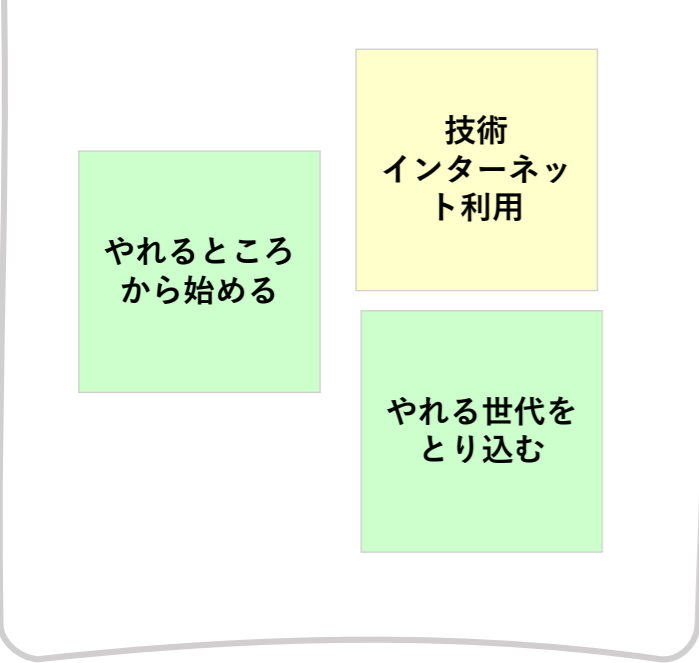 技術
インターネッ
ト利用
やれるところ
から始める
やれる世代を
とり込む